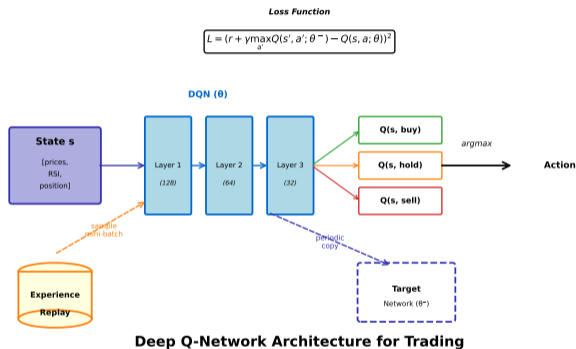 Loss Function
L = (r + γmaxQ(s′, a′; θ⁻) − Q(s, a; θ))²
a′
DQN (θ)
State s
[prices,
RSI,
position]
Layer 1
(128)
Layer 2
(64)
Layer 3
(32)
Q(s, buy)
Q(s, hold)
Q(s, sell)
argmax
Action
sample
mini-batch
periodic
copy
Experience
Replay
Target
Network (θ⁻)
Deep Q-Network Architecture for Trading